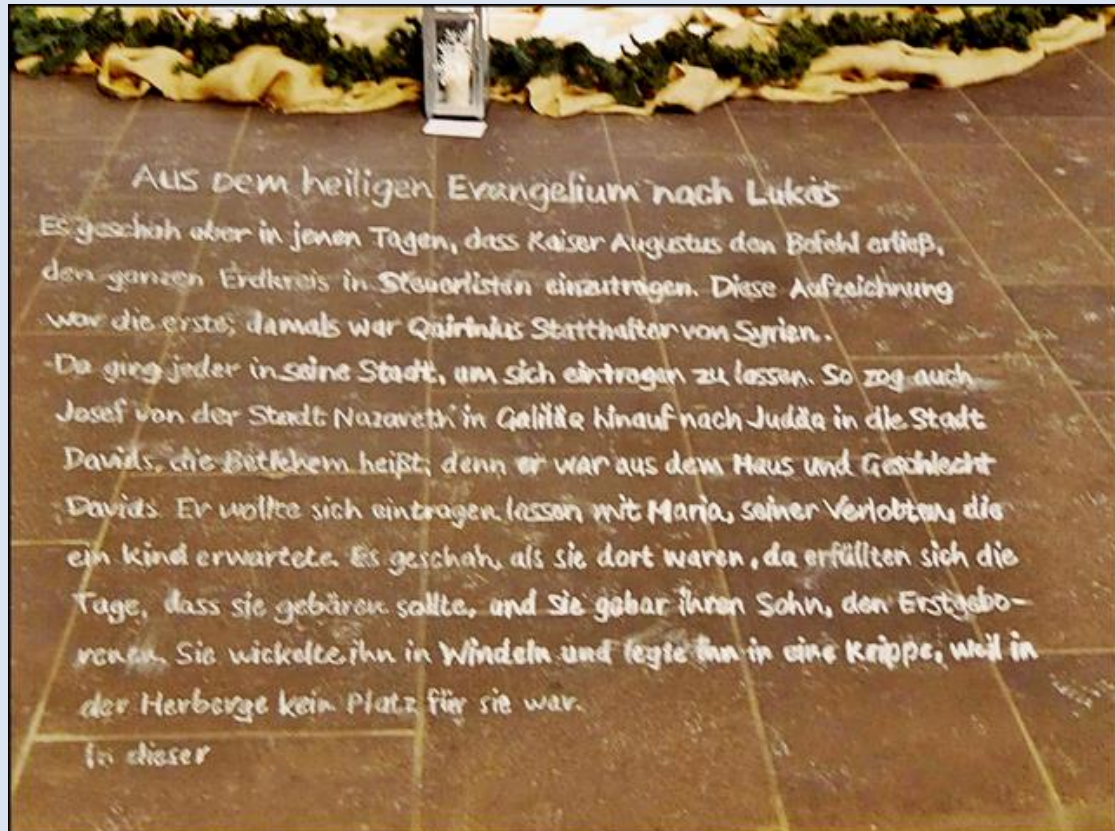 Aus dem heiligen Evangelium nach Lukas
Es geschah aber in jenen Tagen, dass Kaiser Augustus den Befehl erließ,
den ganzen Erdkreis in Steuerlisten einzutragen. Diese Aufzeichnung
war die erste; damals war Quirinius Statthalter von Syrien.
Da ging jeder in seine Stadt, um sich eintragen zu lassen. So zog auch
Josef von der Stadt Nazareth in Galiläa hinauf nach Judäa in die Stadt
Davids, die Betlehem heißt; denn er war aus dem Haus und Geschlecht
Davids. Er wollte sich eintragen lassen mit Maria, seiner Verlobten, die
ein Kind erwartete. Es geschah, als sie dort waren, da erfüllten sich die
Tage, dass sie gebären sollte, und sie gebar ihren Sohn, den Erstgebo-
renen. Sie wickelte ihn in Windeln und legte ihn in eine Krippe, weil in
der Herberge kein Platz für sie war.
In dieser